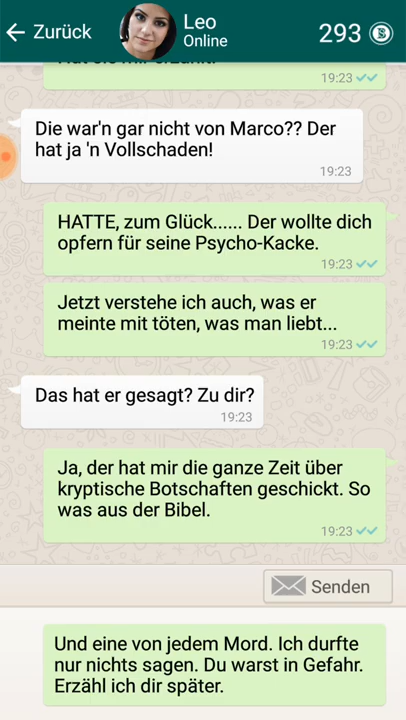 Zurück
Leo
Online
293
19:23
Die war'n gar nicht von Marco?? Der
hat ja 'n Vollschaden!
19:23
HATTE, zum Glück...... Der wollte dich
opfern für seine Psycho-Kacke.
19:23
Jetzt verstehe ich auch, was er
meinte mit töten, was man liebt...
19:23
Das hat er gesagt? Zu dir?
19:23
Ja, der hat mir die ganze Zeit über
kryptische Botschaften geschickt. So
was aus der Bibel.
19:23
Senden
Und eine von jedem Mord. Ich durfte
nur nichts sagen. Du warst in Gefahr.
Erzähl ich dir später.